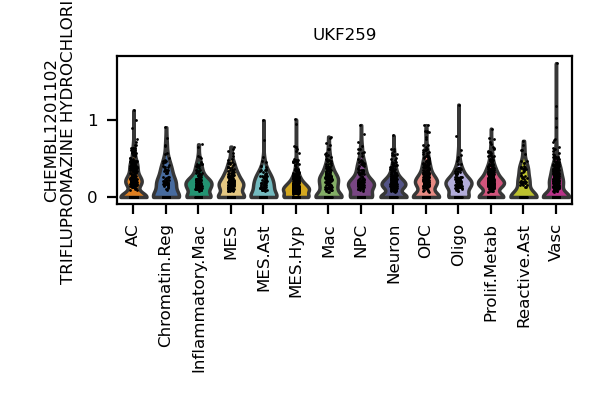 UKF259
CHEMBL1201102
TRIFLUPROMAZINE HYDROCHLORI
1
0
AC
Chromatin.Reg
Inflammatory.Mac
MES
MES.Ast
MES.Hyp
Mac
NPC
Neuron
OPC
Oligo
Prolif.Metab
Reactive.Ast
Vasc